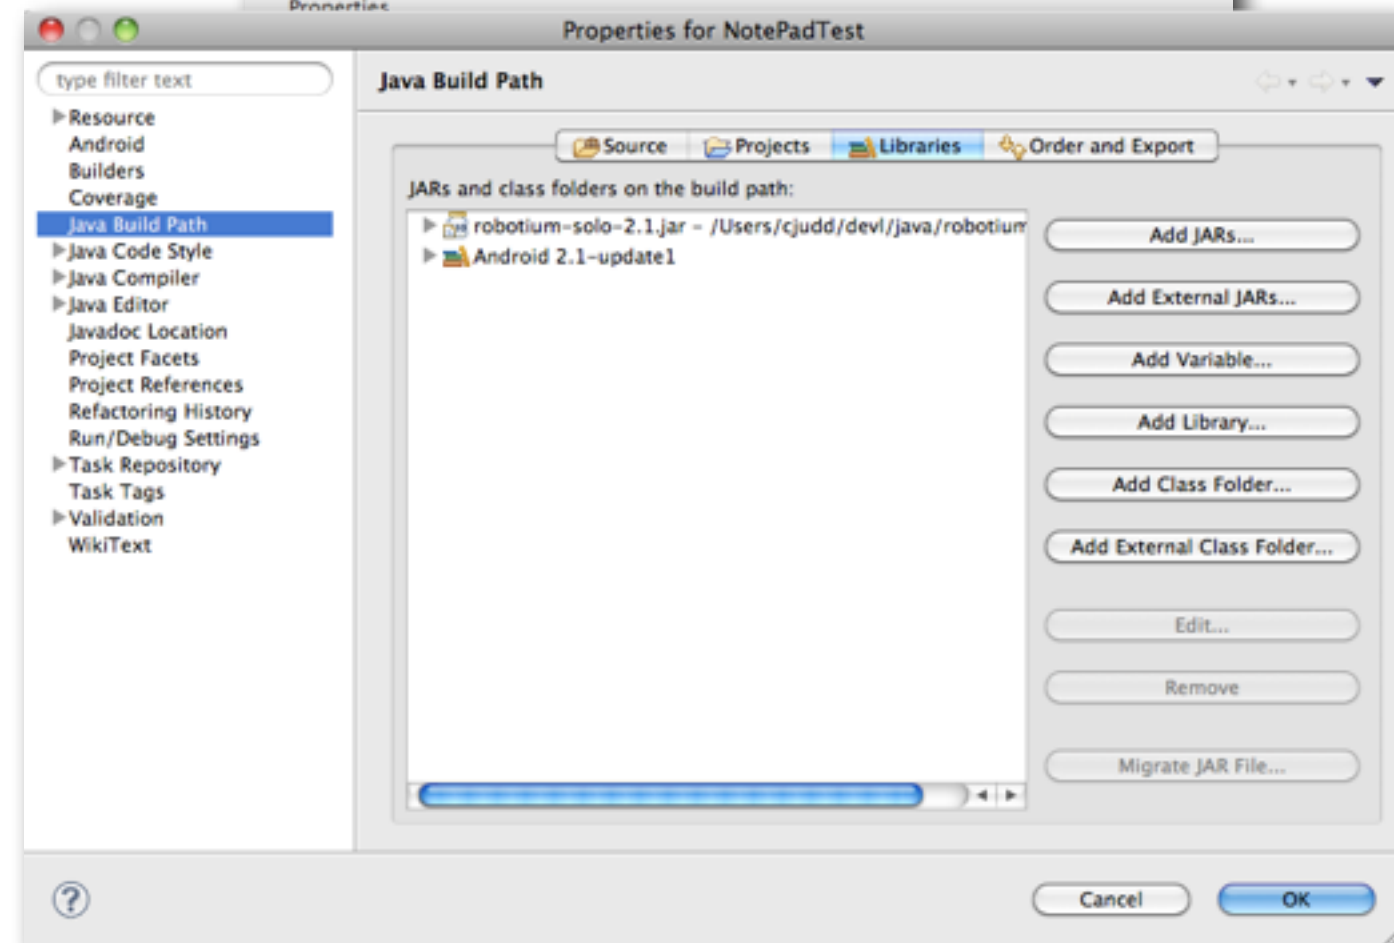 Properties
Properties for NotePadTest
type filter text
Java Build Path
Resource
Android
Builders
Coverage
Java Build Path
Java Code Style
Java Compiler
Java Editor
Javadoc Location
Project Facets
Project References
Refactoring History
Run/Debug Settings
Task Repository
Task Tags
Validation
WikiText
Source Projects Libraries Order and Export
JARs and class folders on the build path:
robotium-solo-2.1.jar - /Users/cjudd/devl/java/robotium
Android 2.1-update1
Add JARs...
Add External JARs...
Add Variable...
Add Library...
Add Class Folder...
Add External Class Folder...
Edit...
Remove
Migrate JAR File...
?
Cancel OK